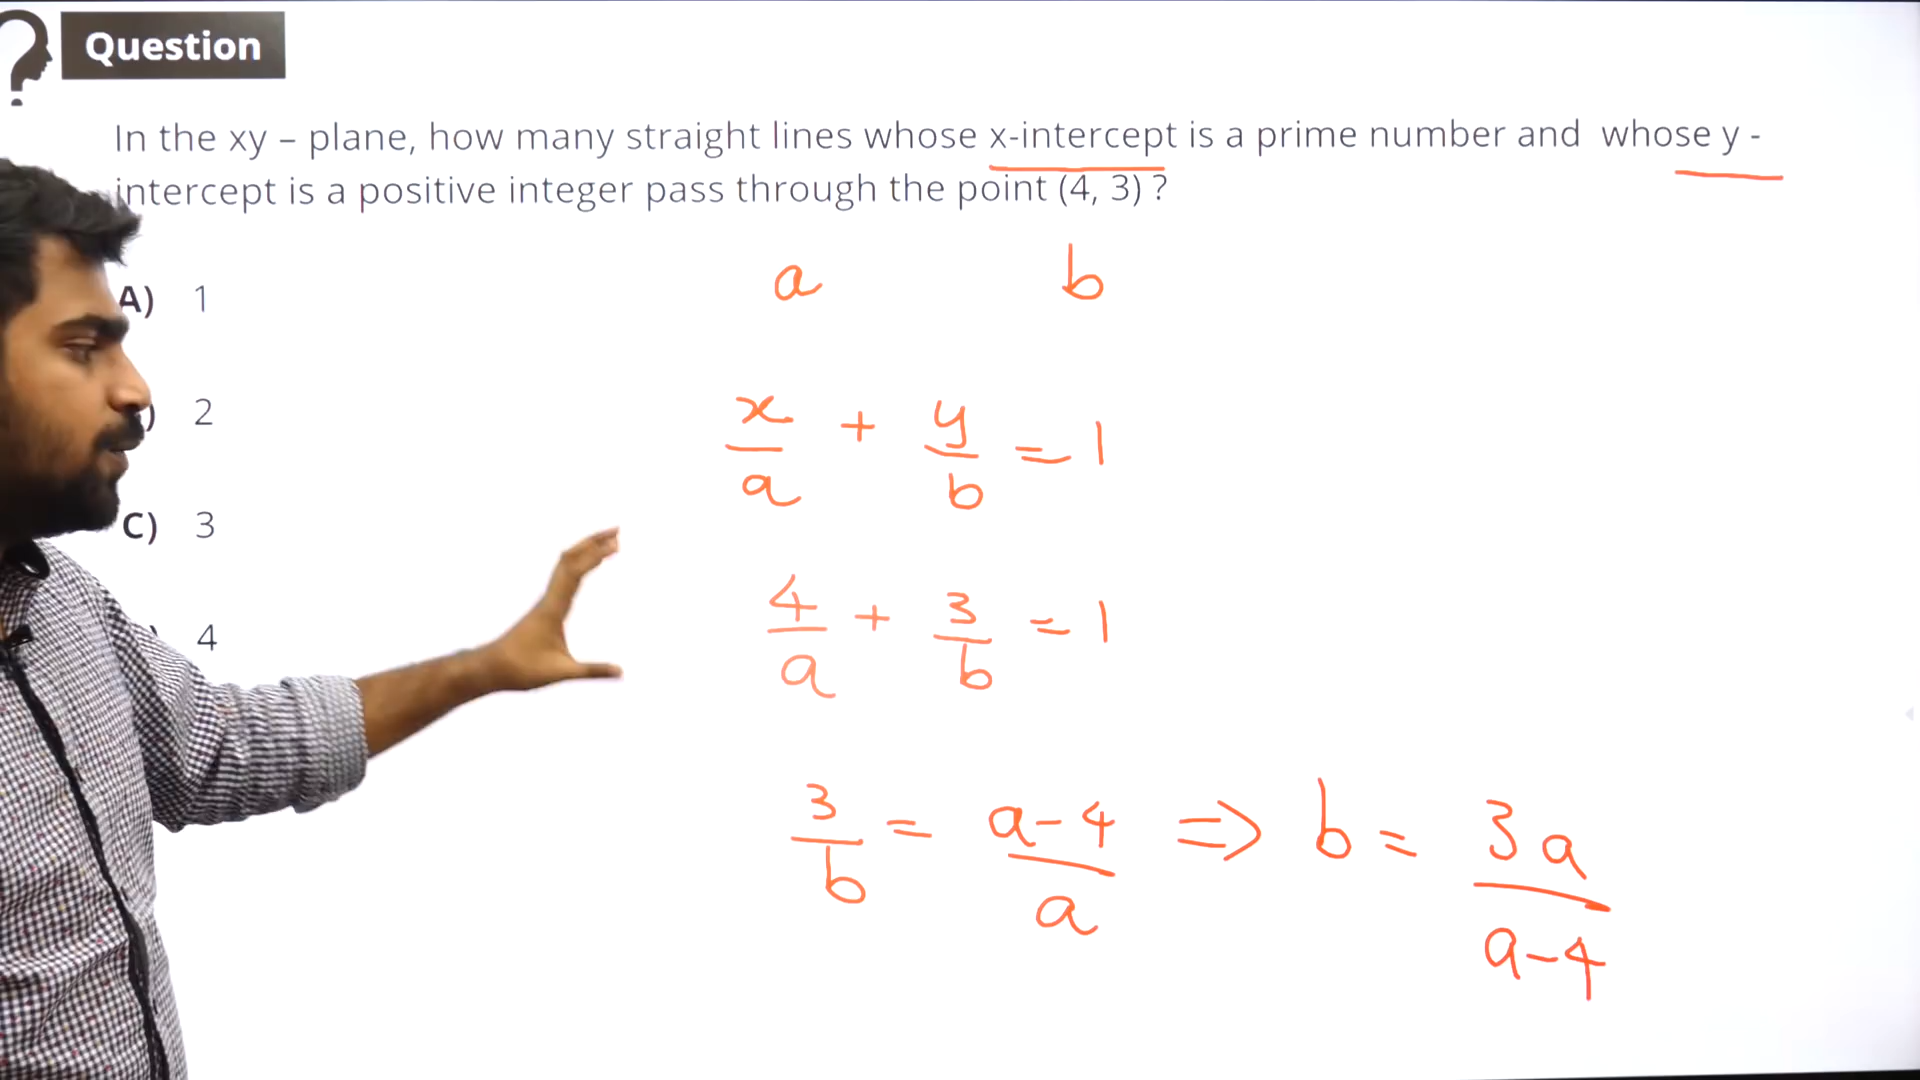 Question
In the xy – plane, how many straight lines whose x-intercept is a prime number and whose y -
intercept is a positive integer pass through the point (4, 3) ?
a b
A) 1
) 2
x/a + y/b = 1
C) 3
4/a + 3/b = 1
4
3/b = a-4/a ⇒ b = 3a/a-4